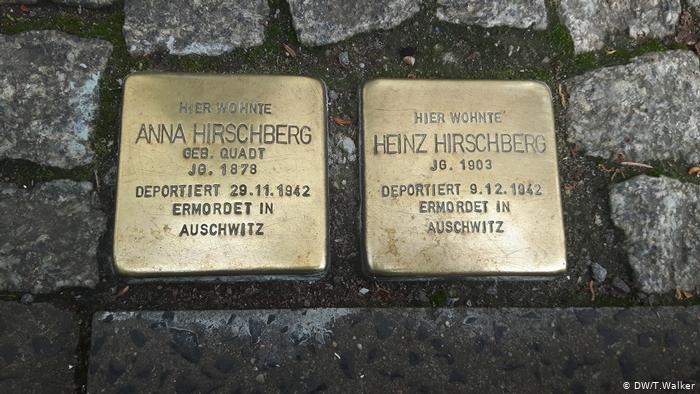 HIER WOHNTE
ANNA HIRSCHBERG
GEB. QUADT
JG. 1878
DEPORTIERT 29.11.1942
ERMORDET IN
AUSCHWITZ
HIER WOHNTE
HEINZ HIRSCHBERG
JG. 1903
DEPORTIERT 9.12.1942
ERMORDET IN
AUSCHWITZ
© DW/T.Walker